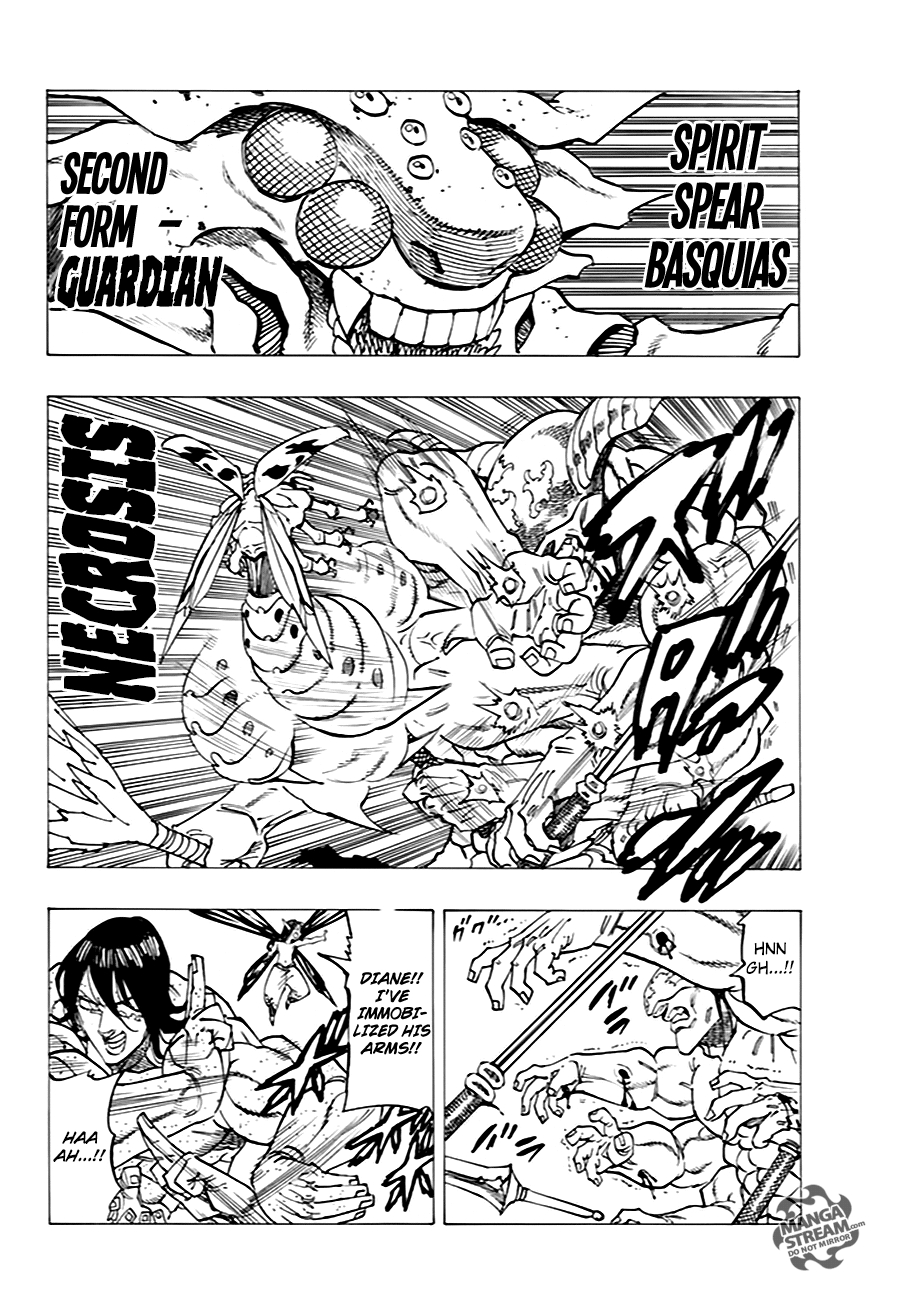 SPIRIT
SPEAR
BASQUIAS
SECOND
FORM –
GUARDIAN
NECROSIS
HNN
GH...!!
DIANE!!
I'VE
IMMOBI-
LIZED HIS
ARMS!!
HAA
AH...!!
MANGA
STREAM.com
DO NOT MIRROR